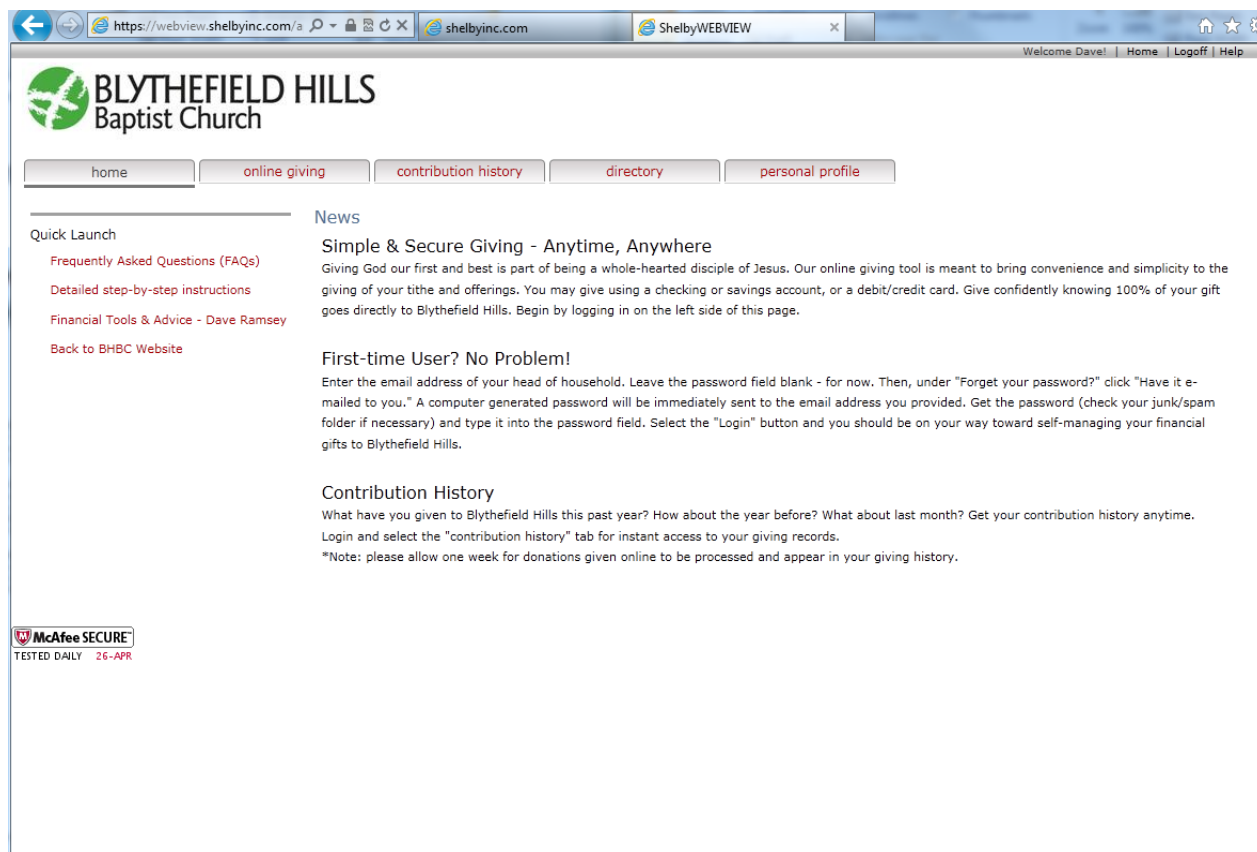 https://webview.shelbyinc.com/a
shelbyinc.com
ShelbyWEBVIEW
Welcome Dave! | Home | Logoff | Help
BLYTHEFIELD HILLS
Baptist Church
home
online giving
contribution history
directory
personal profile
Quick Launch
Frequently Asked Questions (FAQs)
Detailed step-by-step instructions
Financial Tools & Advice - Dave Ramsey
Back to BHBC Website
News
Simple & Secure Giving - Anytime, Anywhere
Giving God our first and best is part of being a whole-hearted disciple of Jesus. Our online giving tool is meant to bring convenience and simplicity to the
giving of your tithe and offerings. You may give using a checking or savings account, or a debit/credit card. Give confidently knowing 100% of your gift
goes directly to Blythefield Hills. Begin by logging in on the left side of this page.
First-time User? No Problem!
Enter the email address of your head of household. Leave the password field blank - for now. Then, under "Forget your password?" click "Have it e-
mailed to you." A computer generated password will be immediately sent to the email address you provided. Get the password (check your junk/spam
folder if necessary) and type it into the password field. Select the "Login" button and you should be on your way toward self-managing your financial
gifts to Blythefield Hills.
Contribution History
What have you given to Blythefield Hills this past year? How about the year before? What about last month? Get your contribution history anytime.
Login and select the "contribution history" tab for instant access to your giving records.
*Note: please allow one week for donations given online to be processed and appear in your giving history.
McAfee SECURE™
TESTED DAILY 26-APR